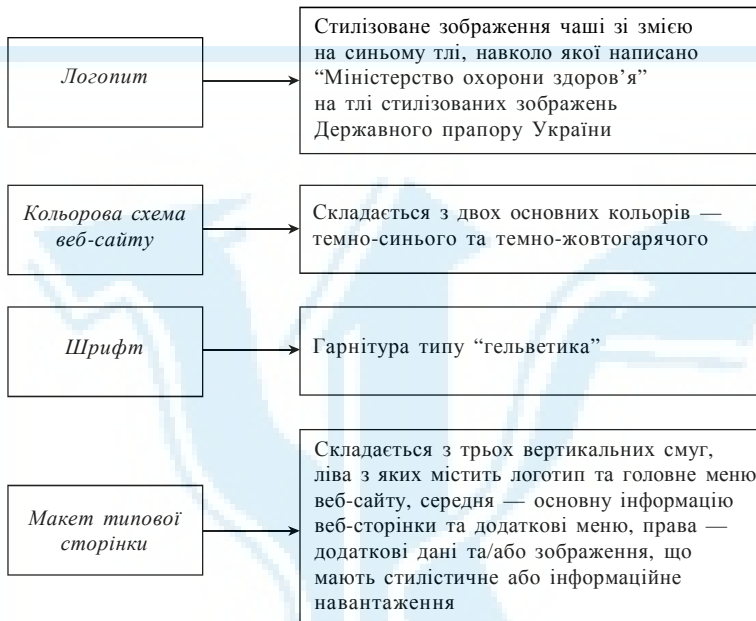 Логопит
Стилізоване зображення чаші зі змією
на синьому тлі, навколо якої написано
“Міністерство охорони здоров’я”
на тлі стилізованих зображень
Державного прапору України
Кольорова схема
веб-сайту
Складається з двох основних кольорів —
темно-синього та темно-жовтогарячого
Шрифт
Гарнітура типу “гельветика”
Макет типової
сторінки
Складається з трьох вертикальних смуг,
ліва з яких містить логотип та головне меню
веб-сайту, середня — основну інформацію
веб-сторінки та додаткові меню, права —
додаткові дані та/або зображення, що
мають стилістичне або інформаційне
навантаження